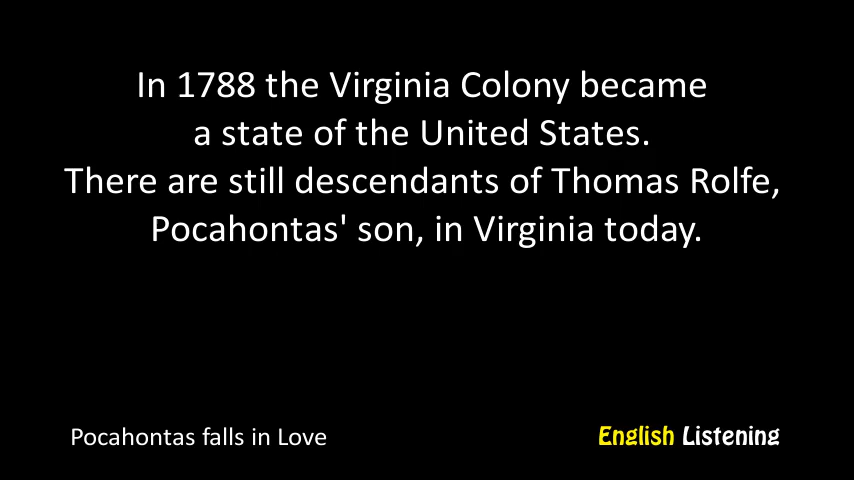 In 1788 the Virginia Colony became
a state of the United States.
There are still descendants of Thomas Rolfe,
Pocahontas' son, in Virginia today.
Pocahontas falls in Love
English Listening